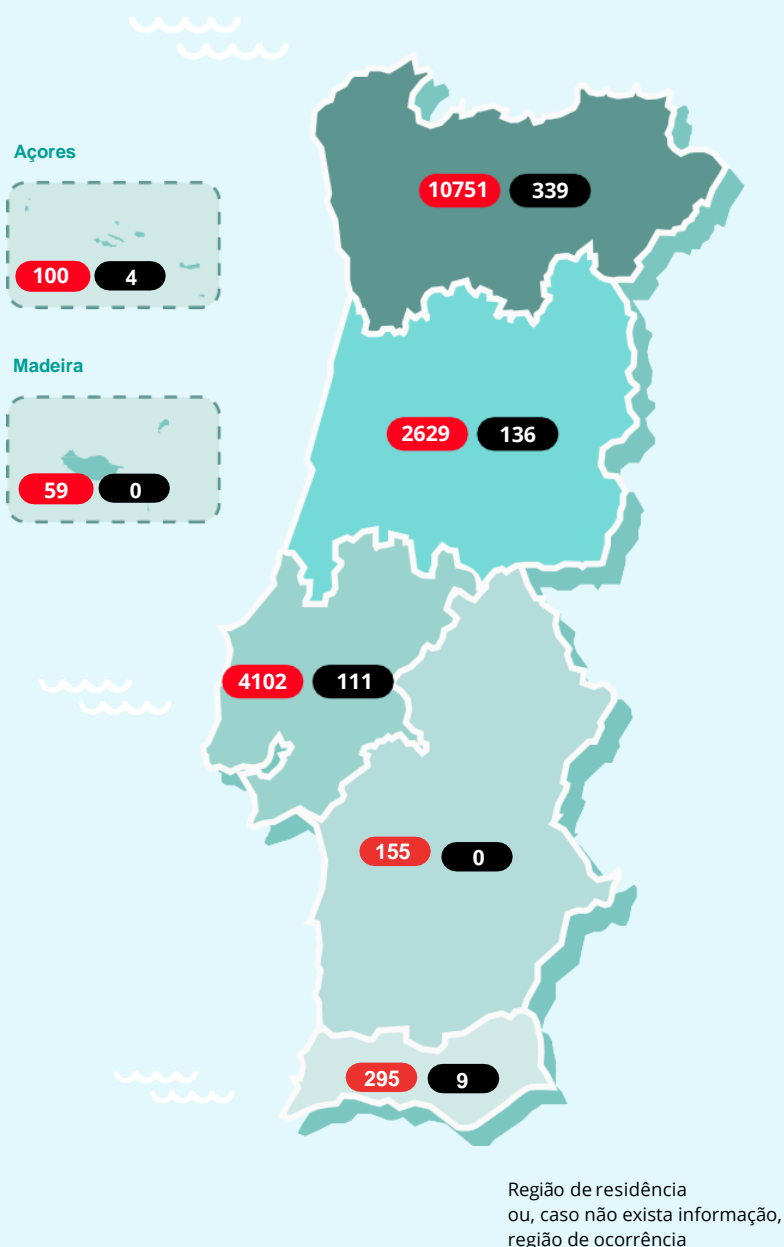 Açores
10751 339
100 4
Madeira
2629 136
59 0
4102 111
155 0
295 9
Região de residência
ou, caso não exista informação,
região de ocorrência